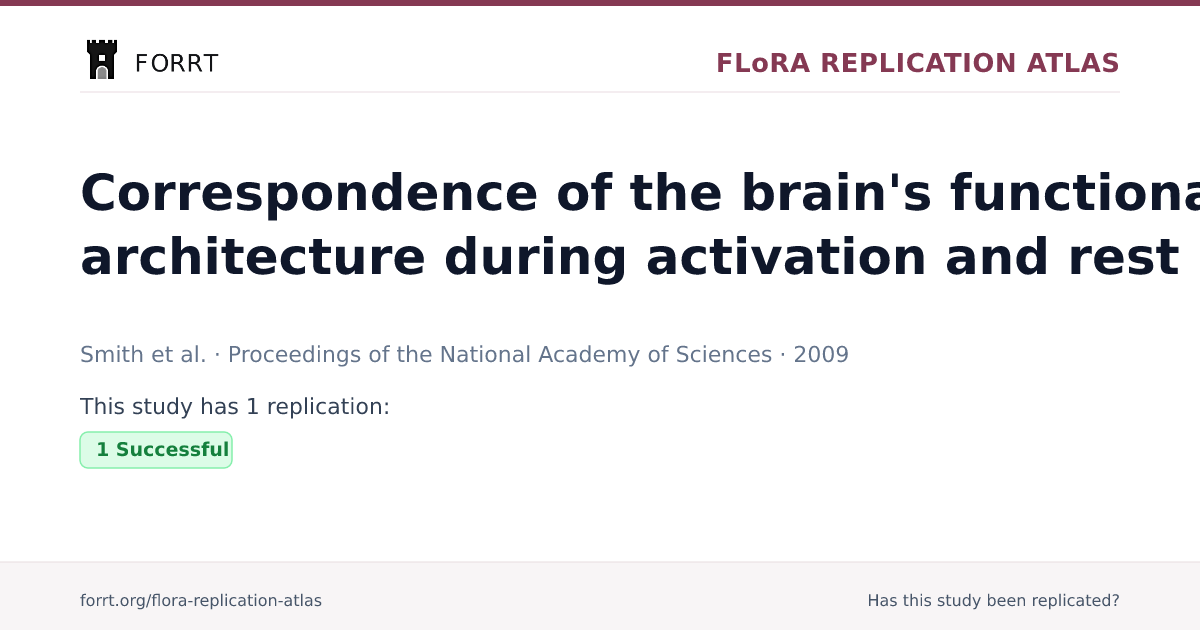 FORRT
FLoRA REPLICATION ATLAS
Correspondence of the brain's functiona
architecture during activation and rest
Smith et al. · Proceedings of the National Academy of Sciences · 2009
This study has 1 replication:
1 Successful
forrt.org/flora-replication-atlas
Has this study been replicated?